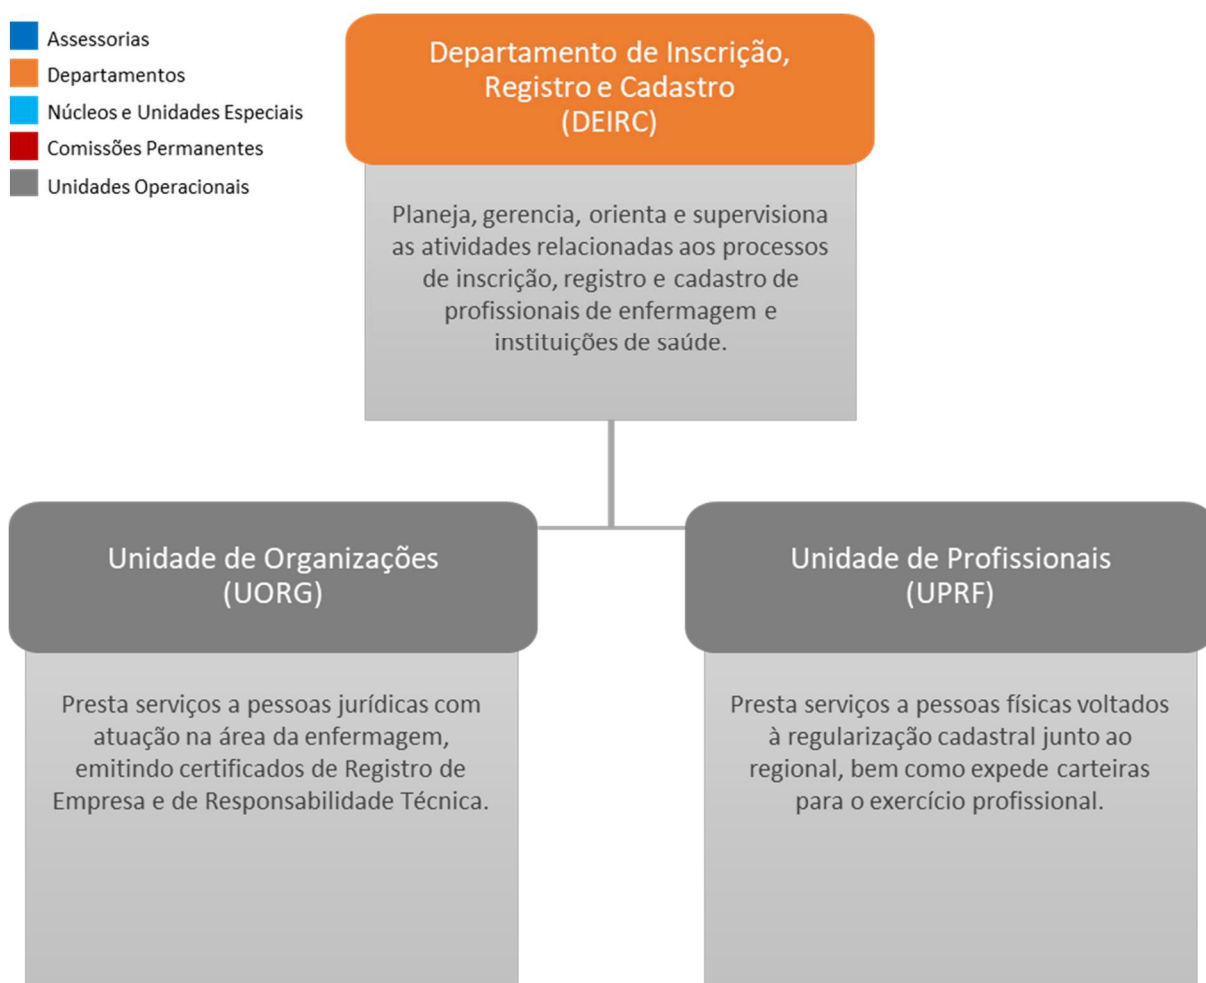 Assessorias
Departamentos
Núcleos e Unidades Especiais
Comissões Permanentes
Unidades Operacionais
Departamento de Inscrição,
Registro e Cadastro
(DEIRC)
Planeja, gerencia, orienta e supervisiona
as atividades relacionadas aos processos
de inscrição, registro e cadastro de
profissionais de enfermagem e
instituições de saúde.
Unidade de Organizações
(UORG)
Presta serviços a pessoas jurídicas com
atuação na área da enfermagem,
emitindo certificados de Registro de
Empresa e de Responsabilidade Técnica.
Unidade de Profissionais
(UPRF)
Presta serviços a pessoas físicas voltados
à regularização cadastral junto ao
regional, bem como expede carteiras
para o exercício profissional.